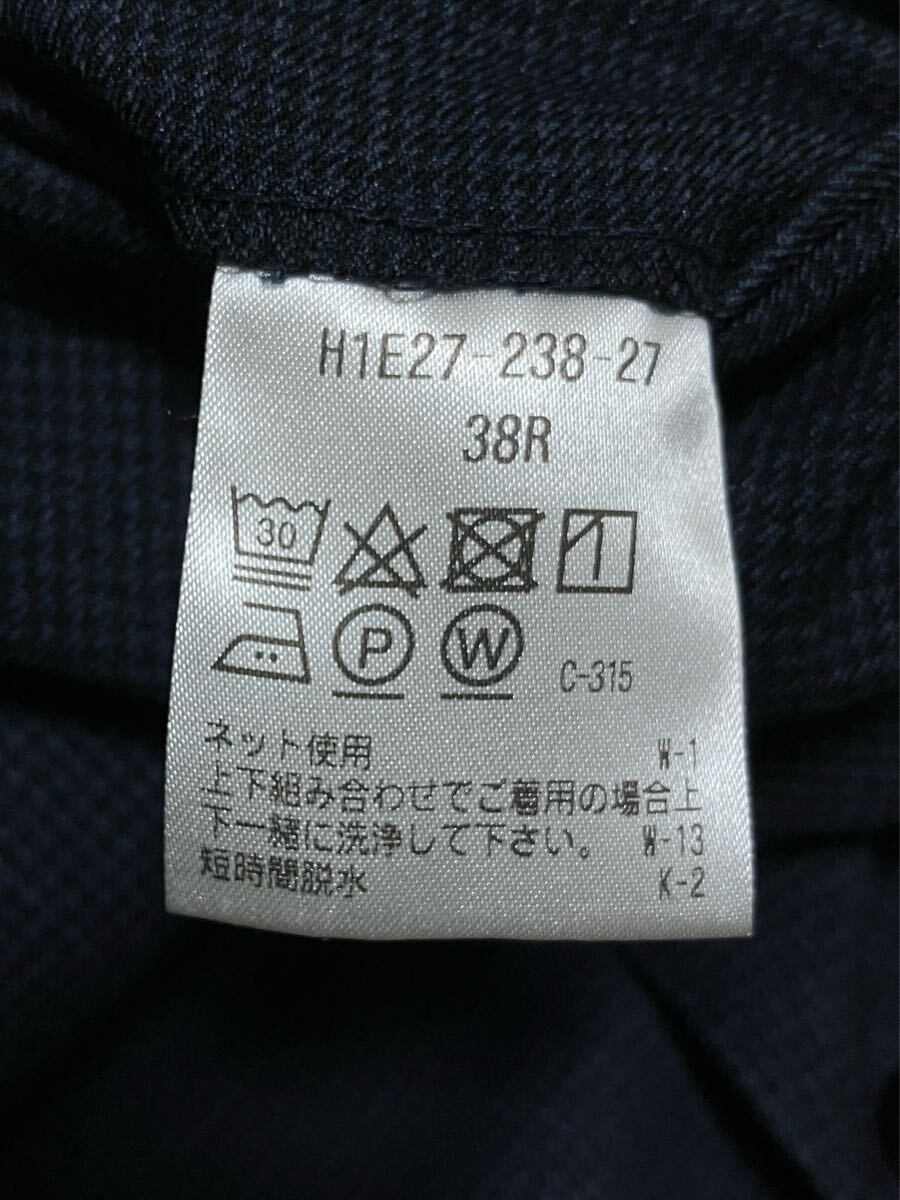 H1E27-238-27
38R
30
P W C-315
ネット使用 W-1
上下組み合わせでご着用の場合上
下一緒に洗浄して下さい。 W-13
短時間脱水 K-2